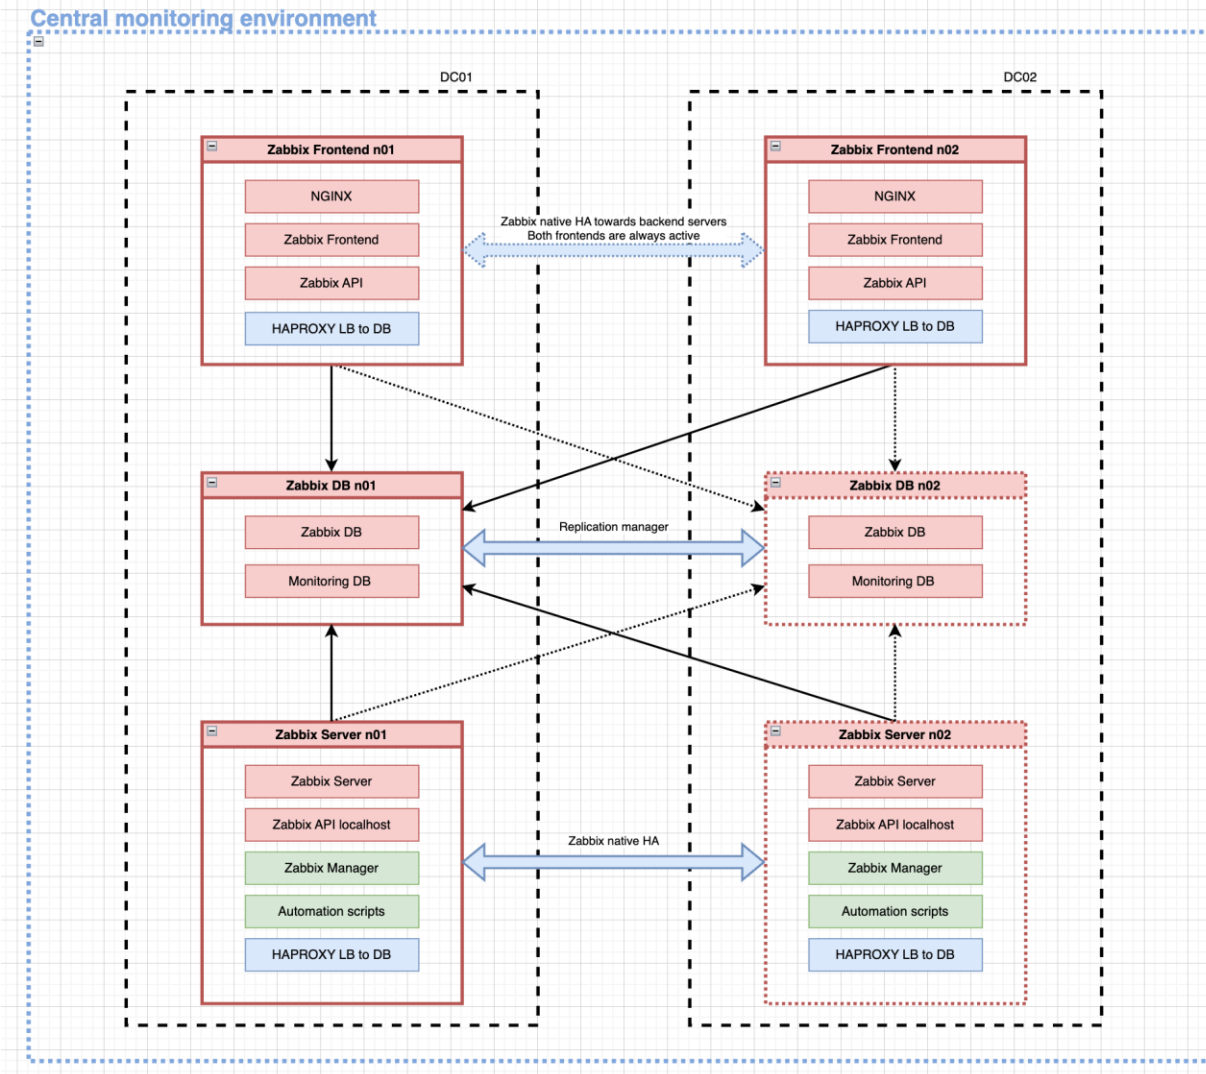 Central monitoring environment
DC01
DC02
Zabbix Frontend n01
NGINX
Zabbix Frontend
Zabbix API
HAPROXY LB to DB
Zabbix native HA towards backend servers
Both frontends are always active
Zabbix Frontend n02
NGINX
Zabbix Frontend
Zabbix API
HAPROXY LB to DB
Zabbix DB n01
Zabbix DB
Monitoring DB
Replication manager
Zabbix DB n02
Zabbix DB
Monitoring DB
Zabbix Server n01
Zabbix Server
Zabbix API localhost
Zabbix Manager
Automation scripts
HAPROXY LB to DB
Zabbix native HA
Zabbix Server n02
Zabbix Server
Zabbix API localhost
Zabbix Manager
Automation scripts
HAPROXY LB to DB